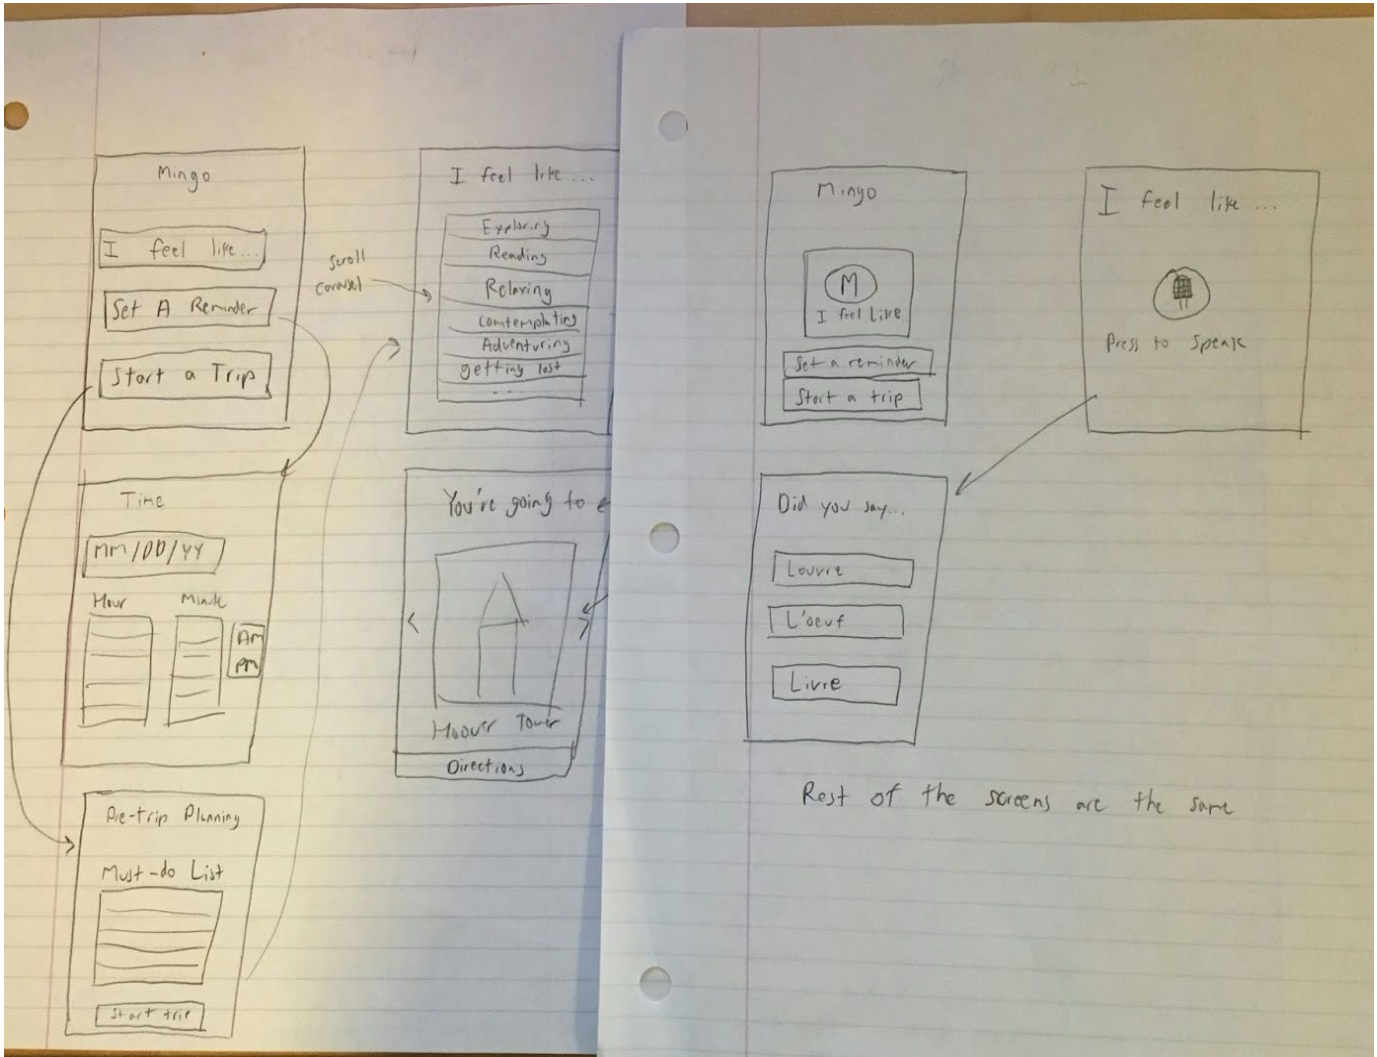 Mingo
I feel like...
Set A Reminder
Start a Trip
Time
MM/DD/YY
Hour Minute
AM
PM
Pre-trip Planning
Must-do List
Start trip
scroll
I feel like ...
Exploring
Reading
Relaxing
Comtemplating
Adventuring
getting lost
...
You're going to
<
>
Hoover Tower
Directions
Mingo
M
I feel Like
Set a reminder
Start a trip
I feel like ...
Press to speak
Did you say...
Louvre
L'oeuf
Livre
Rest of the screens are the same